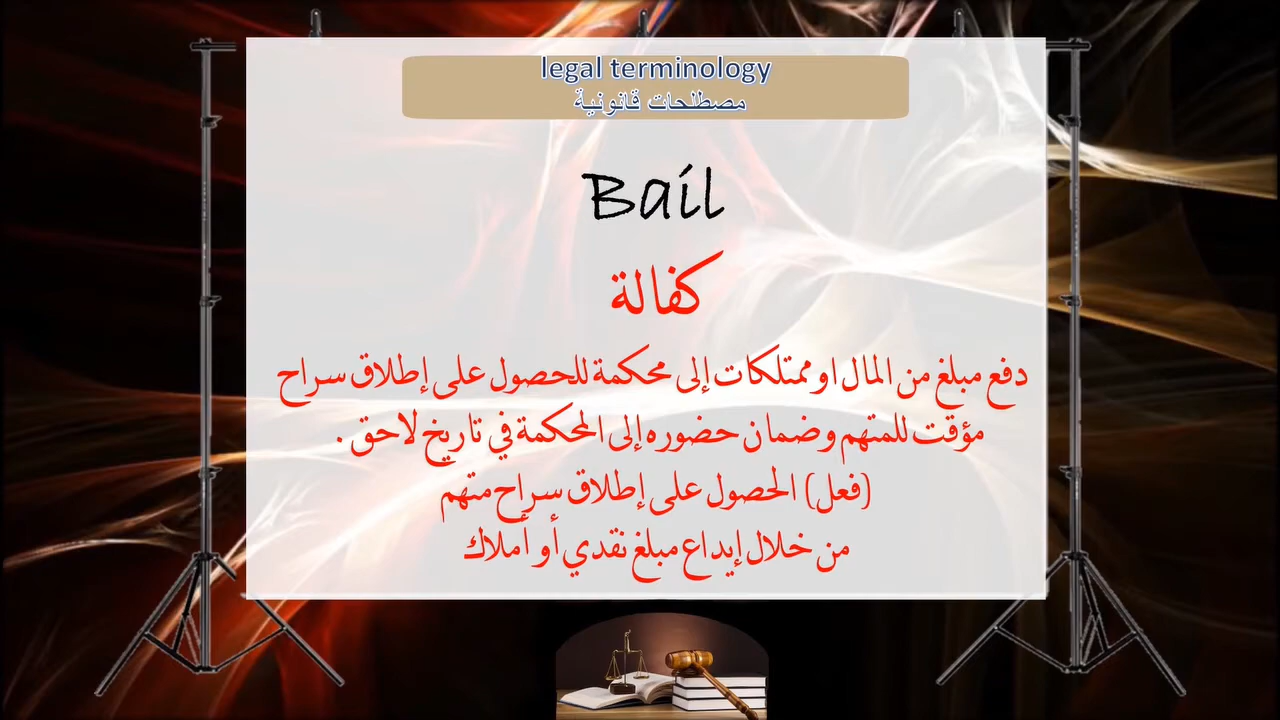 legal terminology
مصطلحات قانونية
Bail
كفالة
دفع مبلغ من المال او ممتلكات إلى محكمة للحصول على إطلاق سراح
مؤقت للمتهم وضمان حضوره إلى المحكمة في تاريخ لاحق .
(فعل) الحصول على إطلاق سراح متهم
من خلال إيداع مبلغ نقدي أو أملاك